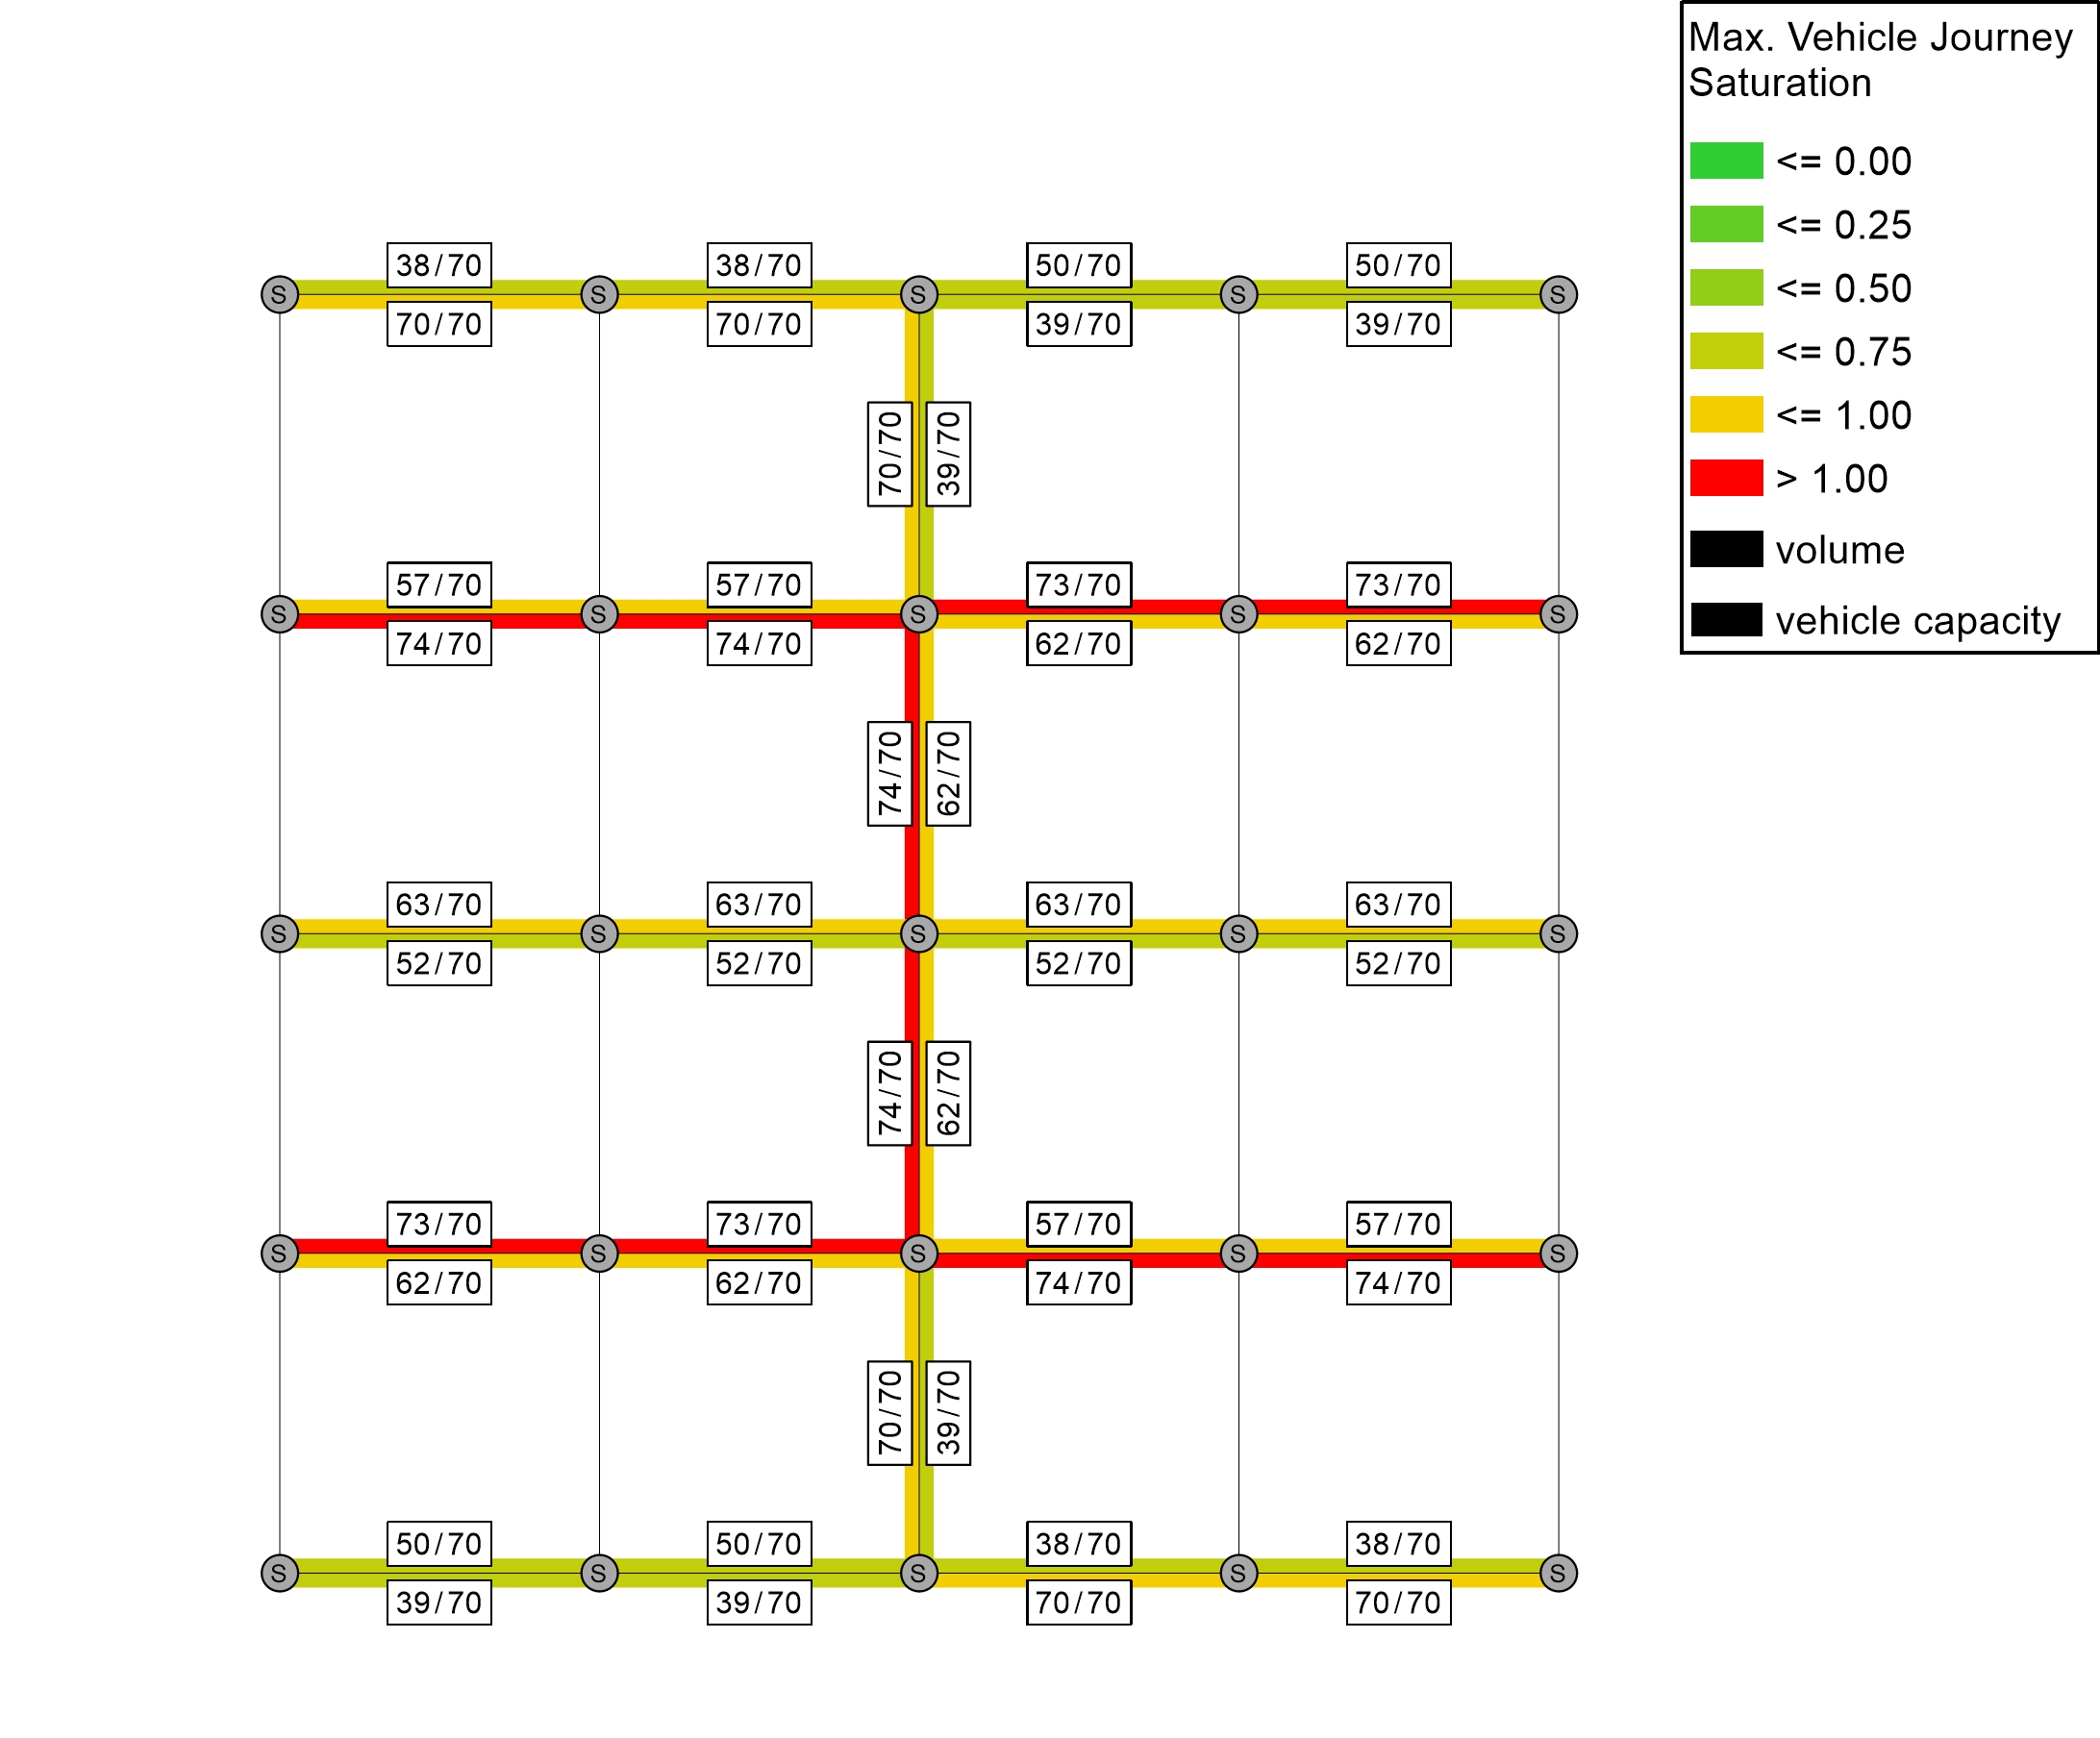 Max. Vehicle Journey
Saturation
<= 0.00
<= 0.25
<= 0.50
<= 0.75
<= 1.00
> 1.00
volume
vehicle capacity
38/70 38/70 50/70 50/70
S S S S S
70/70 70/70 39/70 39/70
70/70 39/70
57/70 57/70 73/70 73/70
S S S S S
74/70 74/70 62/70 62/70
74/70 62/70
63/70 63/70 63/70 63/70
S S S S S
52/70 52/70 52/70 52/70
74/70 62/70
73/70 73/70 57/70 57/70
S S S S S
62/70 62/70 74/70 74/70
70/70 39/70
50/70 50/70 38/70 38/70
S S S S S
39/70 39/70 70/70 70/70